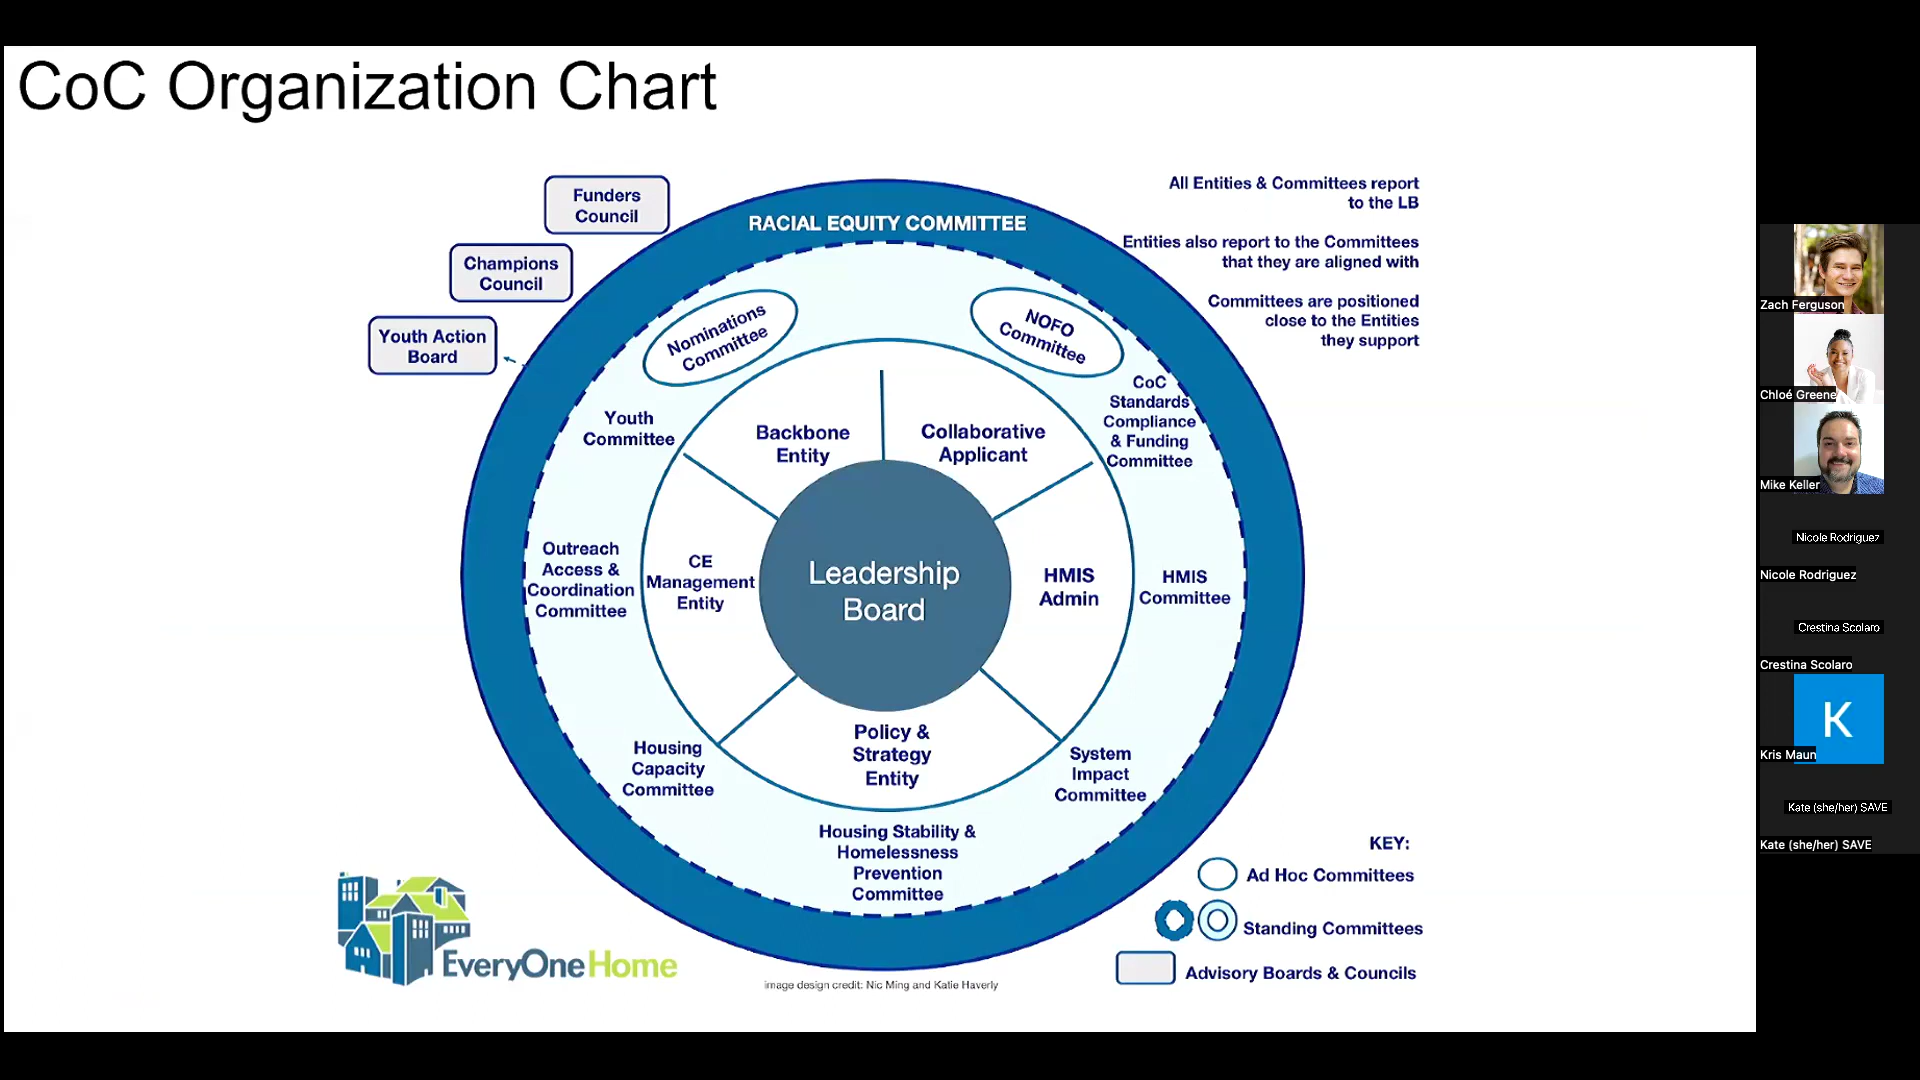 CoC Organization Chart
Funders
Council
Champions
Council
Youth Action
Board
RACIAL EQUITY COMMITTEE
All Entities & Committees report
to the LB
Entities also report to the Committees
that they are aligned with
Committees are positioned
close to the Entities
they support
Nominations
Committee
NOFO
Committee
Youth
Committee
CoC
Standards
Compliance
& Funding
Committee
Backbone
Entity
Collaborative
Applicant
Outreach
Access &
Coordination
Committee
CE
Management
Entity
Leadership
Board
HMIS
Admin
HMIS
Committee
Housing
Capacity
Committee
Policy &
Strategy
Entity
System
Impact
Committee
Housing Stability &
Homelessness
Prevention
Committee
KEY:
Ad Hoc Committees
Standing Committees
Advisory Boards & Councils
EveryOne Home
image design credit: Nic Ming and Katie Haverly
Zach Ferguson
Chloé Greene
Mike Keller
Nicole Rodriguez
Nicole Rodriguez
Crestina Scolaro
Crestina Scolaro
K
Kris Maun
Kate (she/her) SAVE
Kate (she/her) SAVE